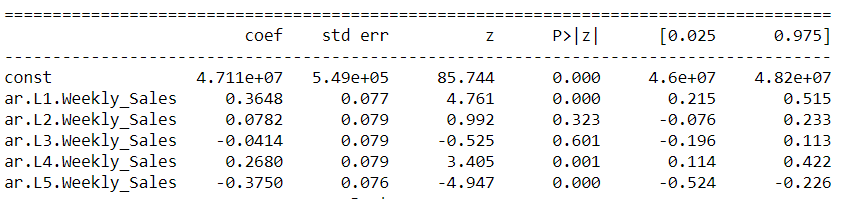 ==============================================================================
coef std err z P>|z| [0.025 0.975]
------------------------------------------------------------------------------
const 4.711e+07 5.49e+05 85.744 0.000 4.6e+07 4.82e+07
ar.L1.Weekly_Sales 0.3648 0.077 4.761 0.000 0.215 0.515
ar.L2.Weekly_Sales 0.0782 0.079 0.992 0.323 -0.076 0.233
ar.L3.Weekly_Sales -0.0414 0.079 -0.525 0.601 -0.196 0.113
ar.L4.Weekly_Sales 0.2680 0.079 3.405 0.001 0.114 0.422
ar.L5.Weekly_Sales -0.3750 0.076 -4.947 0.000 -0.524 -0.226